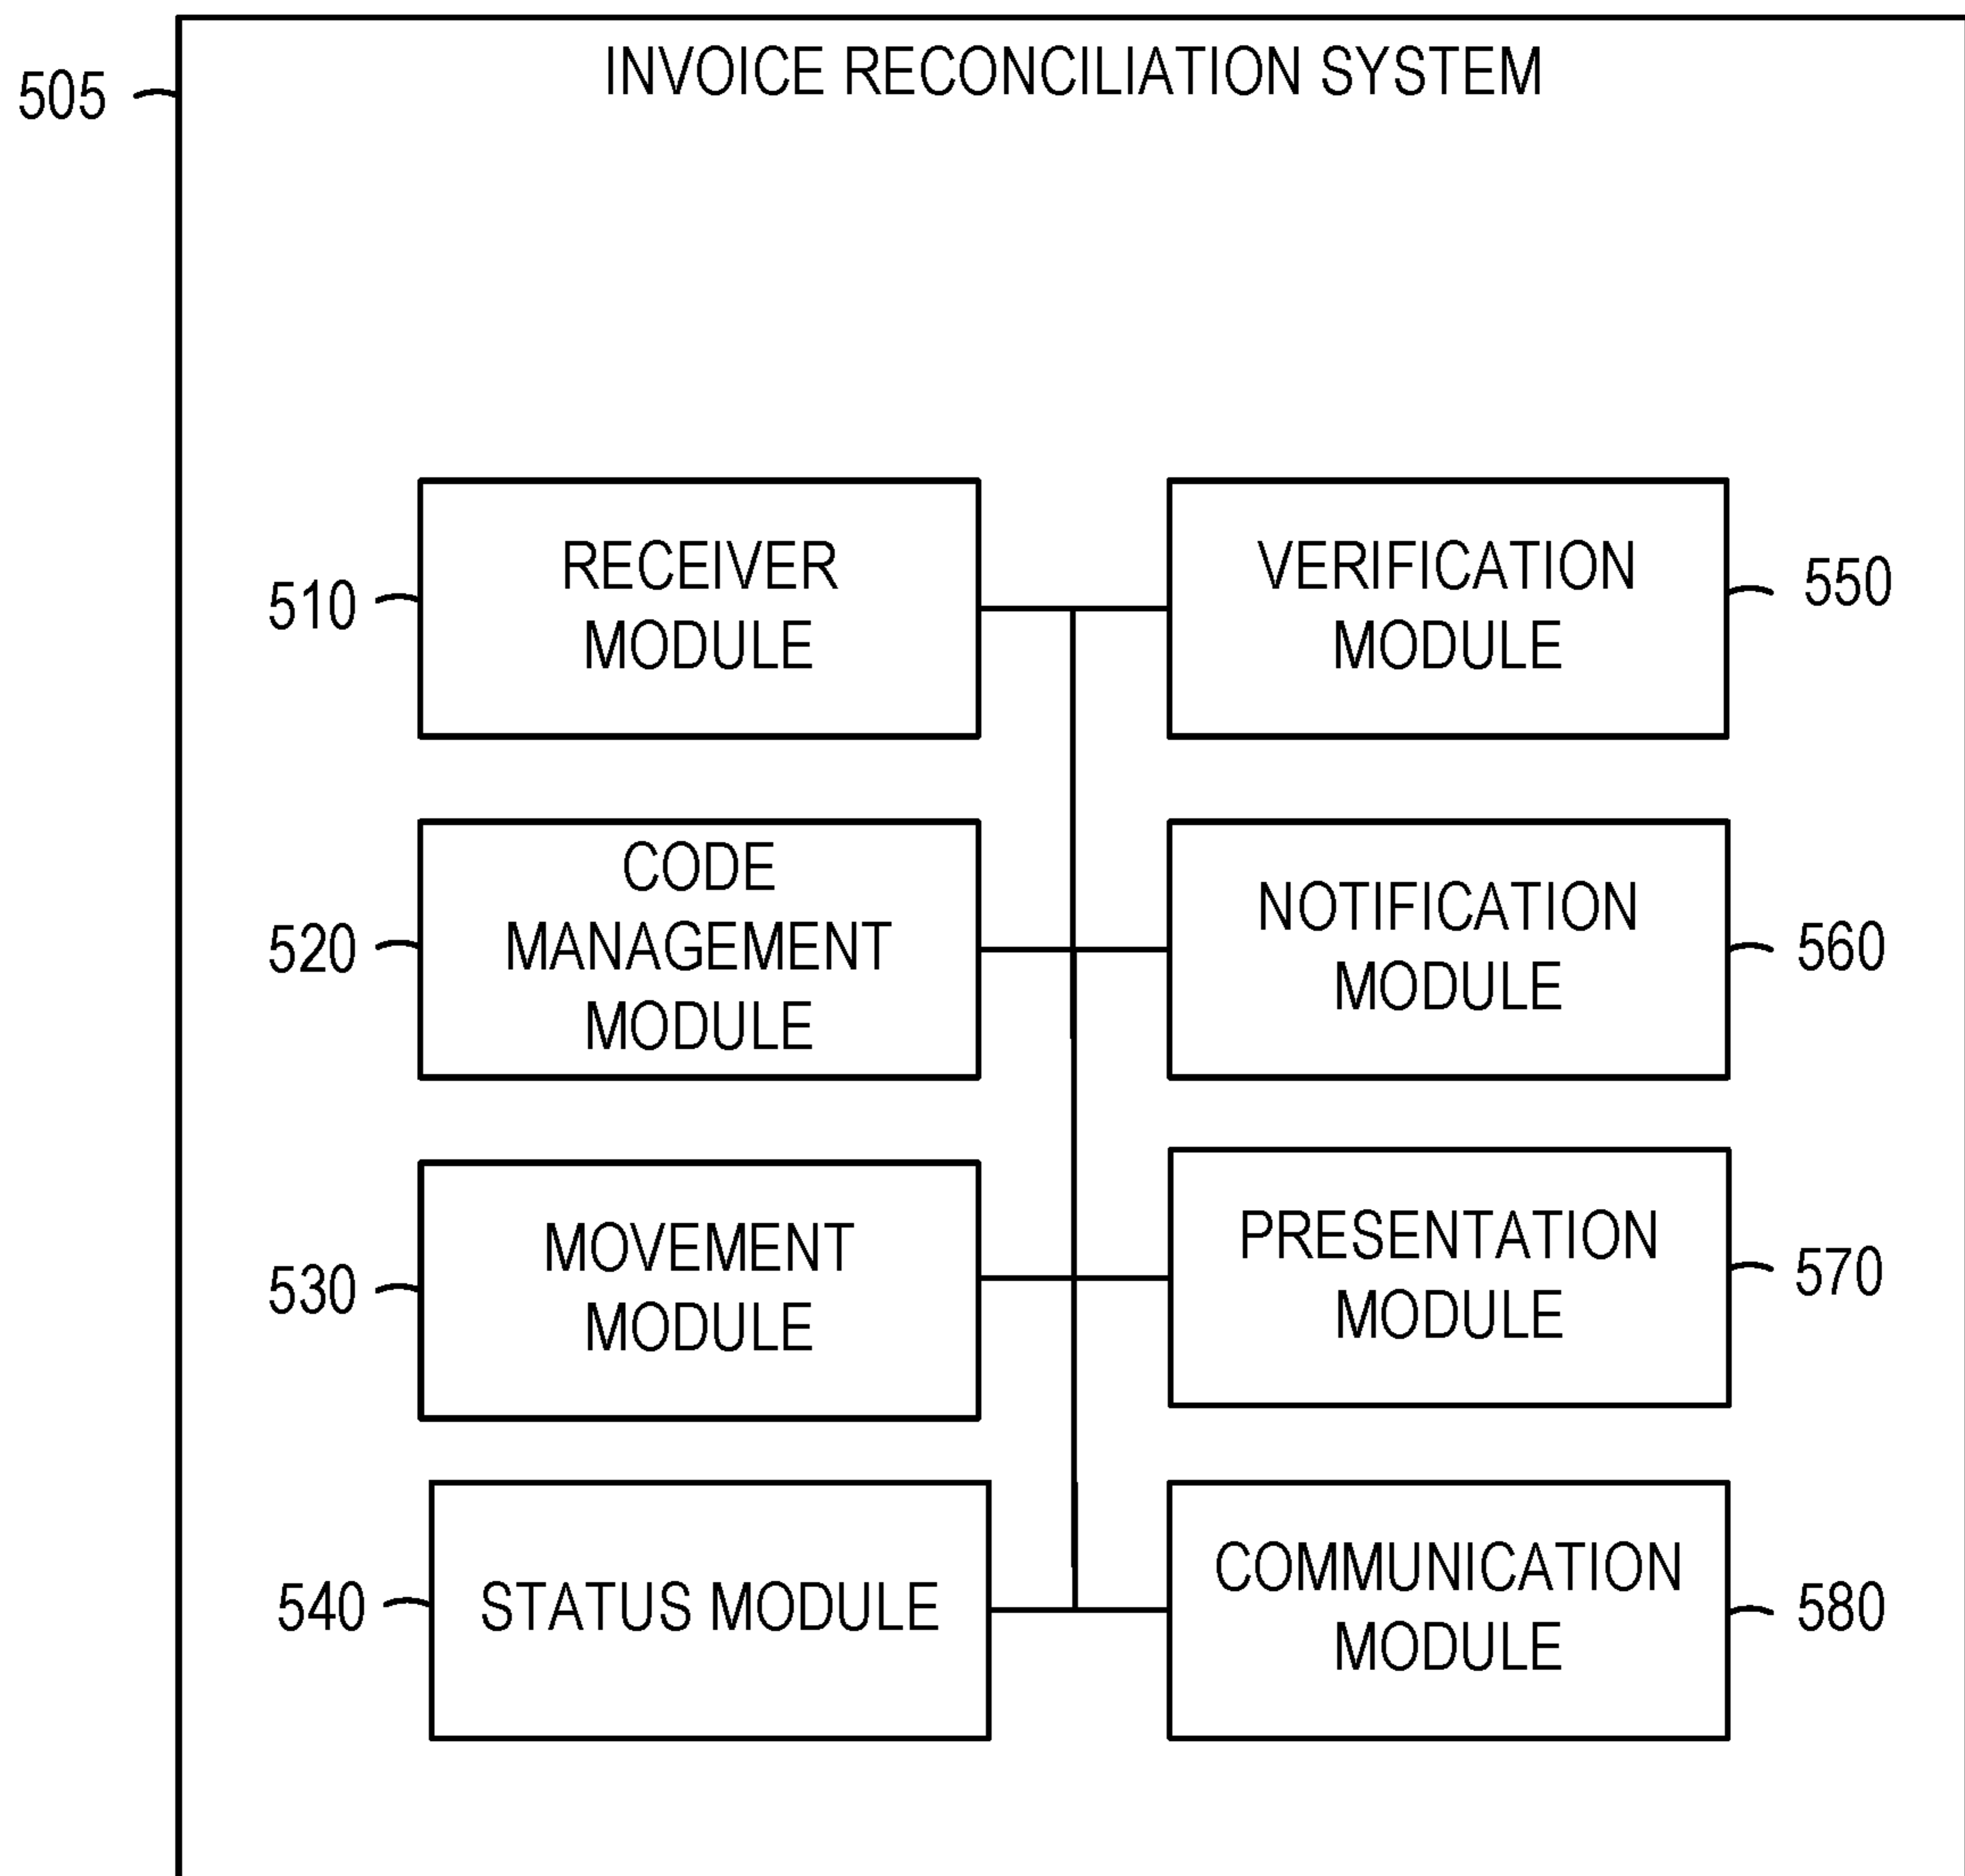 INVOICE RECONCILIATION SYSTEM
505
RECEIVER
MODULE
510
VERIFICATION
MODULE
550
CODE
MANAGEMENT
MODULE
520
NOTIFICATION
MODULE
560
MOVEMENT
MODULE
530
PRESENTATION
MODULE
570
STATUS MODULE
540
COMMUNICATION
MODULE
580